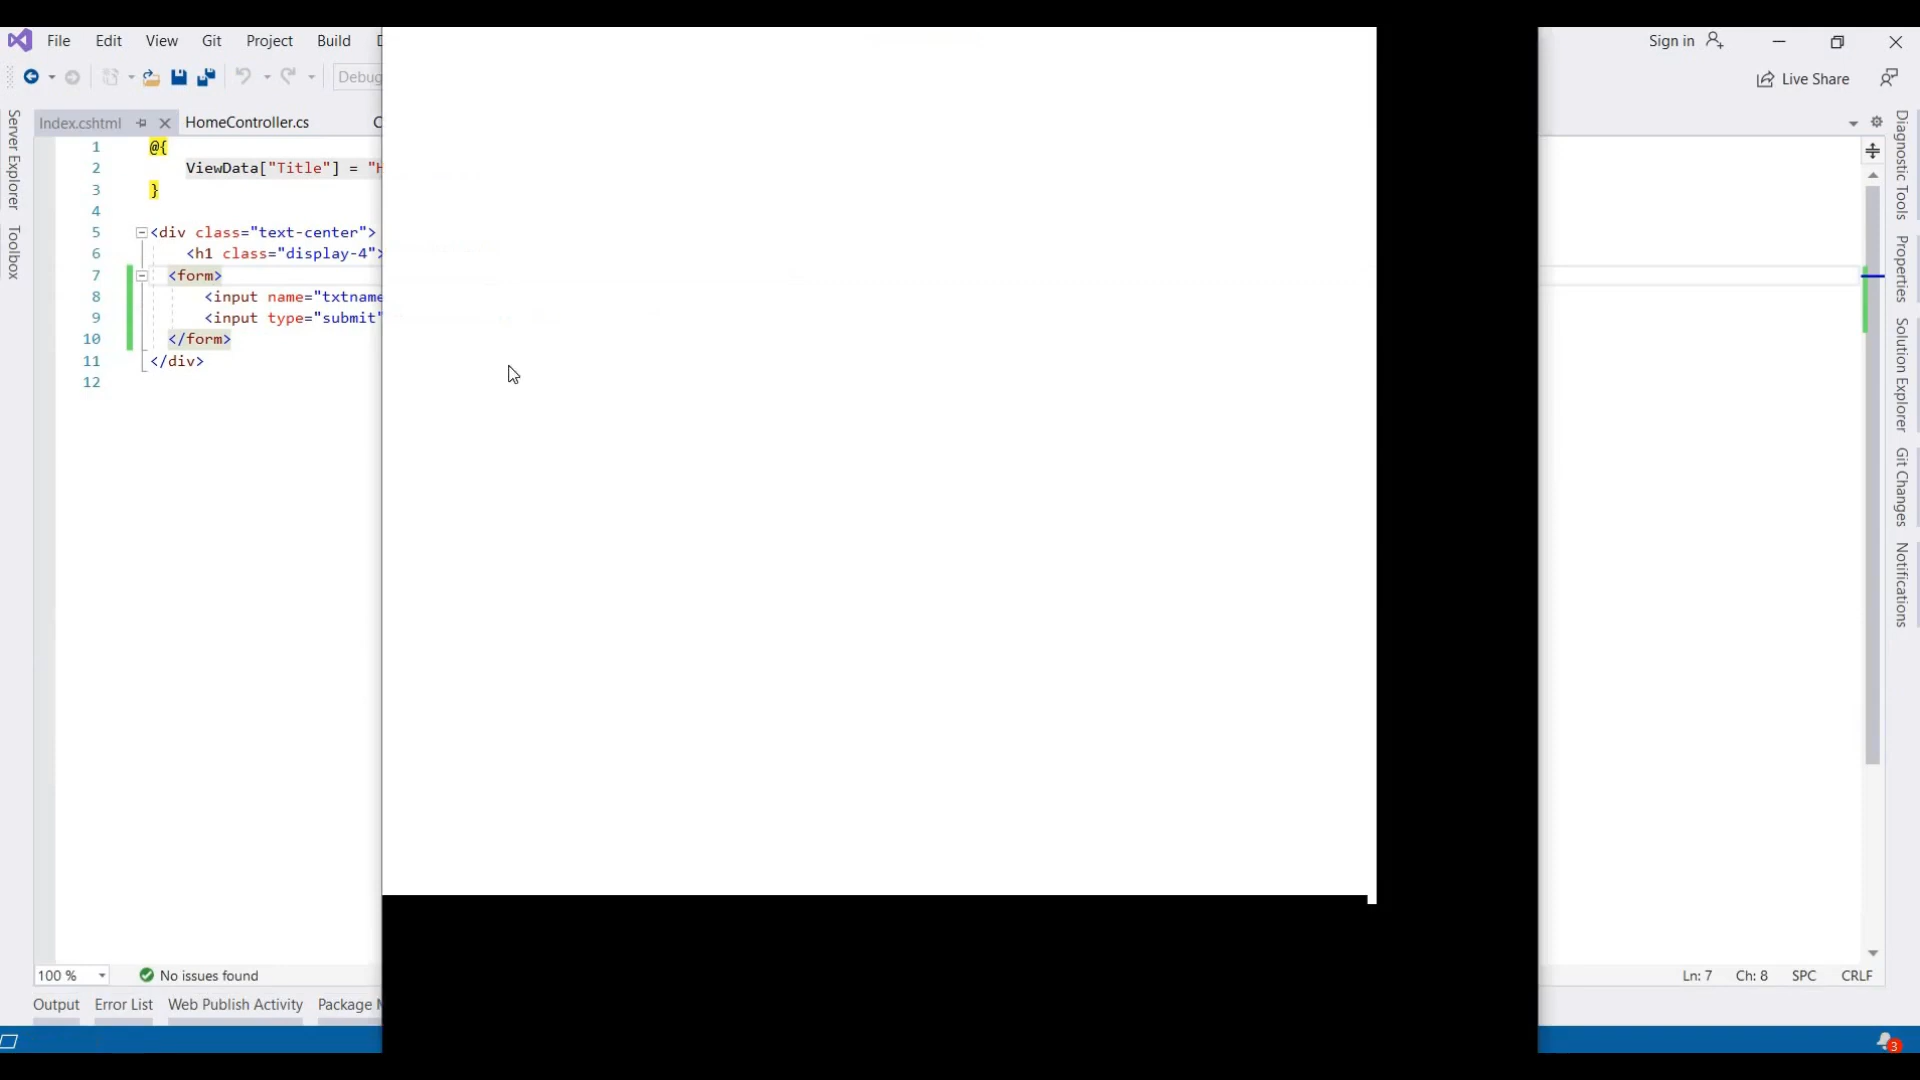 File Edit View Git Project Build
Sign in
Debug
Live Share
Index.cshtml HomeController.cs
1 @{
2 ViewData["Title"] = "H
3 }
4
5 <div class="text-center">
6 <h1 class="display-4">
7 <form>
8 <input name="txtname
9 <input type="submit"
10 </form>
11 </div>
12
Server Explorer
Toolbox
Diagnostic Tools
Properties
Solution Explorer
Git Changes
Notifications
100 % No issues found
Ln: 7 Ch: 8 SPC CRLF
Output Error List Web Publish Activity Package
3